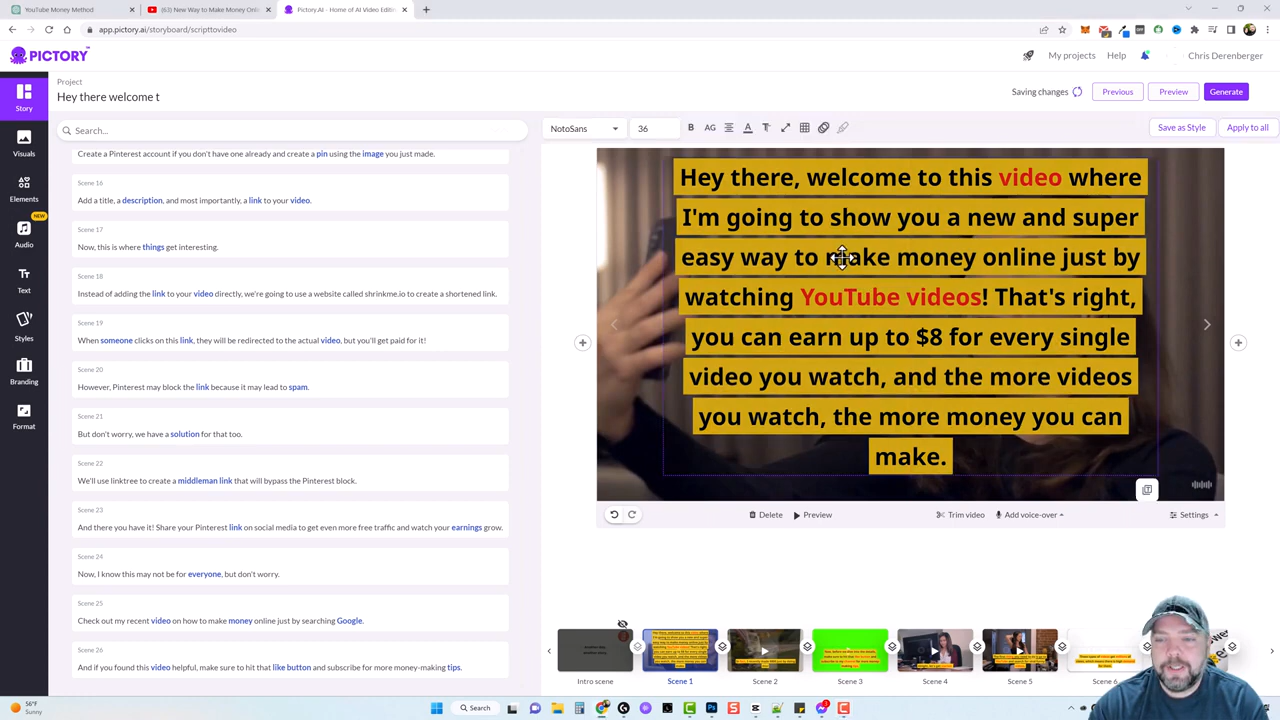 YouTube Money Method
(63) New Way to Make Money Onl
Pictory.AI - Home of AI Video Editi
app.pictory.ai/storyboard/scripttovideo
PICTORY
My projects
Help
Chris Derenberger
Project
Hey there welcome t
Saving changes
Previous
Preview
Generate
Story
Visuals
Elements
NEW
Audio
Text
Styles
Branding
Format
Search...
Create a Pinterest account if you don't have one already and create a pin using the image you just made.
Scene 16
Add a title, a description, and most importantly, a link to your video.
Scene 17
Now, this is where things get interesting.
Scene 18
Instead of adding the link to your video directly, we're going to use a website called shrinkme.io to create a shortened link.
Scene 19
When someone clicks on this link, they will be redirected to the actual video, but you'll get paid for it!
Scene 20
However, Pinterest may block the link because it may lead to spam.
Scene 21
But don't worry, we have a solution for that too.
Scene 22
We'll use linktree to create a middleman link that will bypass the Pinterest block.
Scene 23
And there you have it! Share your Pinterest link on social media to get even more free traffic and watch your earnings grow.
Scene 24
Now, I know this may not be for everyone, but don't worry.
Scene 25
Check out my recent video on how to make money online just by searching Google.
Scene 26
And if you found this video helpful, make sure to hit that like button and subscribe for more money-making tips.
NotoSans
36
B
AG
A
T
Save as Style
Apply to all
Hey there, welcome to this video where
I'm going to show you a new and super
easy way to make money online just by
watching YouTube videos! That's right,
you can earn up to $8 for every single
video you watch, and the more videos
you watch, the more money you can
make.
Delete
Preview
Trim video
Add voice-over
Settings
Intro scene
Scene 1
Scene 2
Scene 3
Scene 4
Scene 5
Scene 6
56°F
Sunny
Search